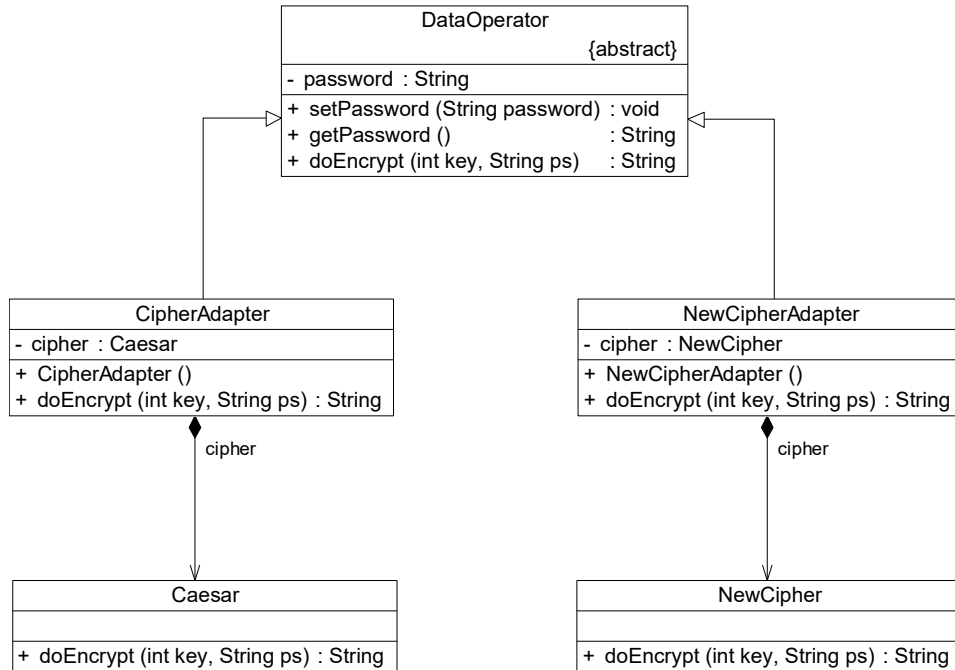 DataOperator
{abstract}
- password : String
+ setPassword (String password) : void
+ getPassword () : String
+ doEncrypt (int key, String ps) : String
CipherAdapter
- cipher : Caesar
+ CipherAdapter ()
+ doEncrypt (int key, String ps) : String
NewCipherAdapter
- cipher : NewCipher
+ NewCipherAdapter ()
+ doEncrypt (int key, String ps) : String
cipher
cipher
Caesar
+ doEncrypt (int key, String ps) : String
NewCipher
+ doEncrypt (int key, String ps) : String